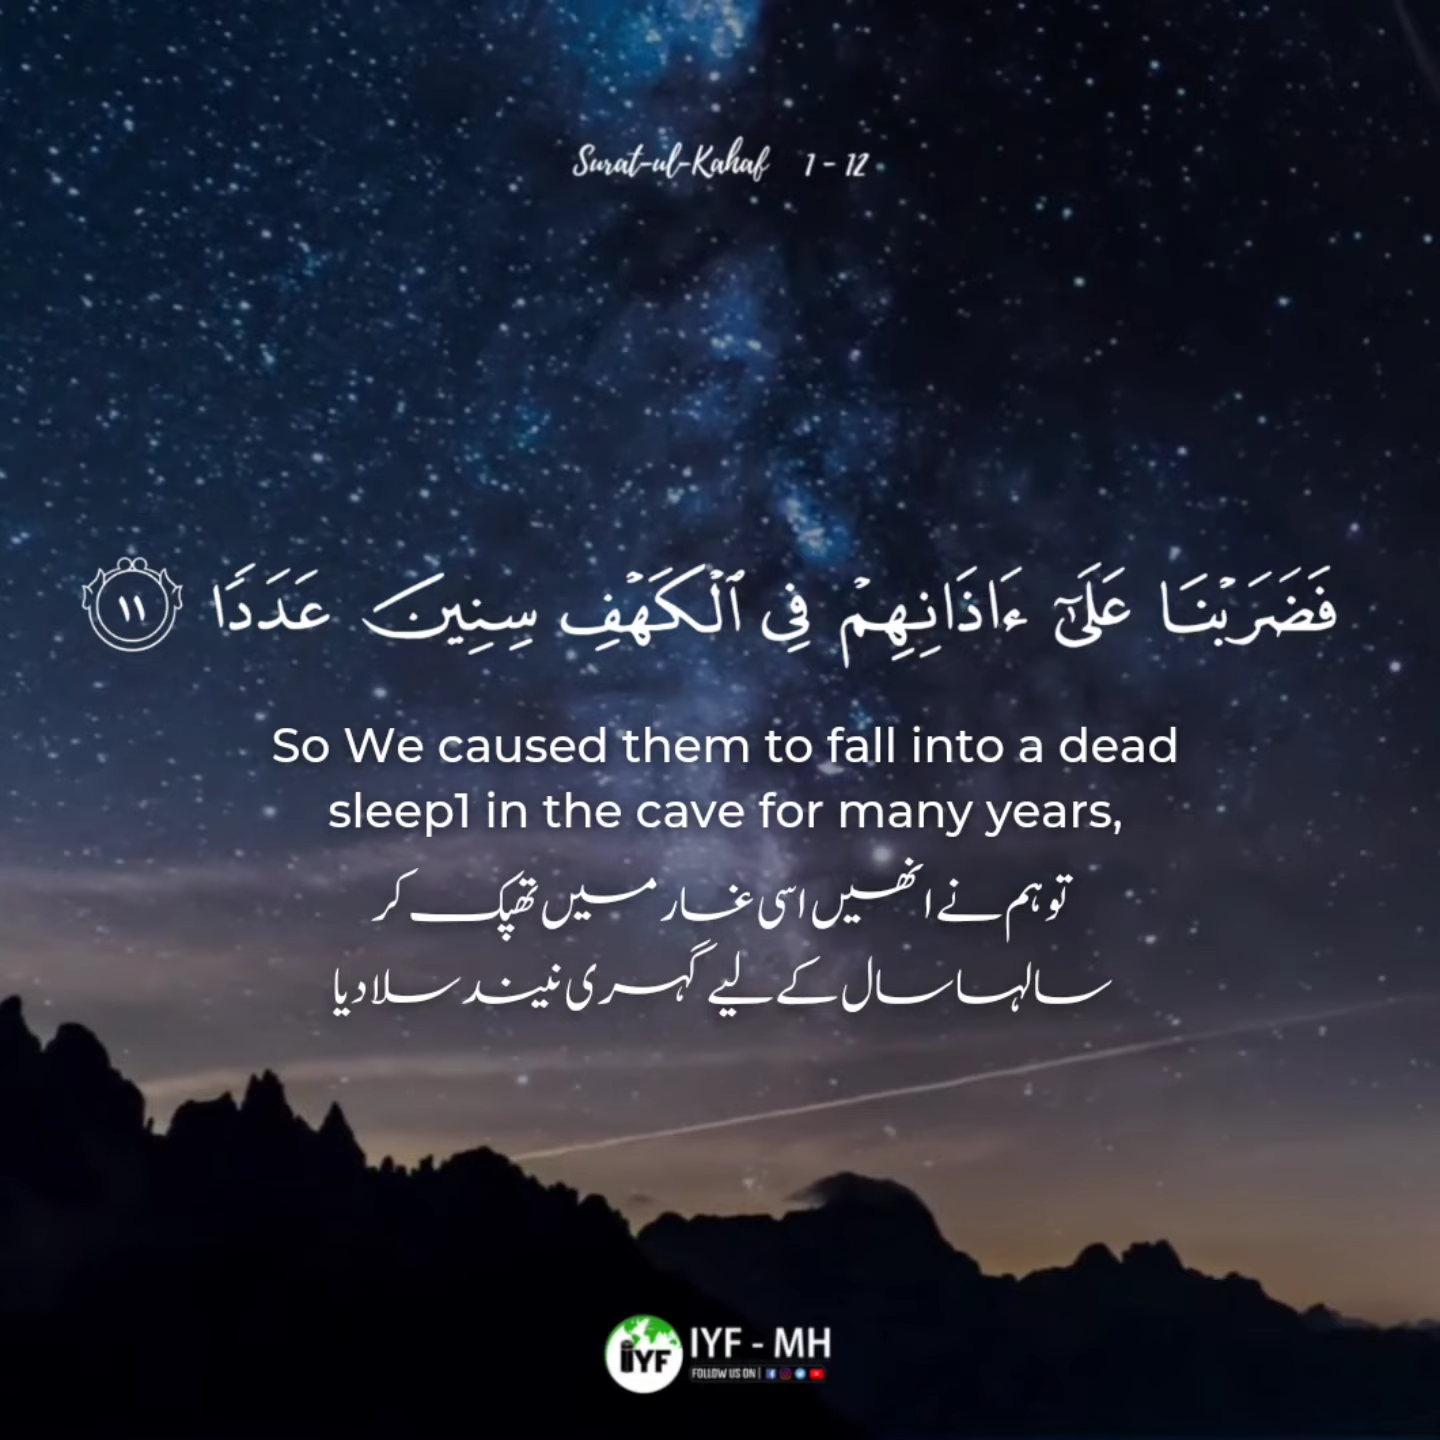 Surat-ul-Kahaf 1 - 12
فَضَرَبْنَا عَلَىٰٓ ءَاذَانِهِمْ فِى ٱلْكَهْفِ سِنِينَ عَدَدًا ١١
So We caused them to fall into a dead
sleep1 in the cave for many years,
تو ہم نے انھیں اسی غار میں تھپک کر
سالہا سال کے لیے گہری نیند سلا دیا
IYF
IYF - MH
FOLLOW US ON |